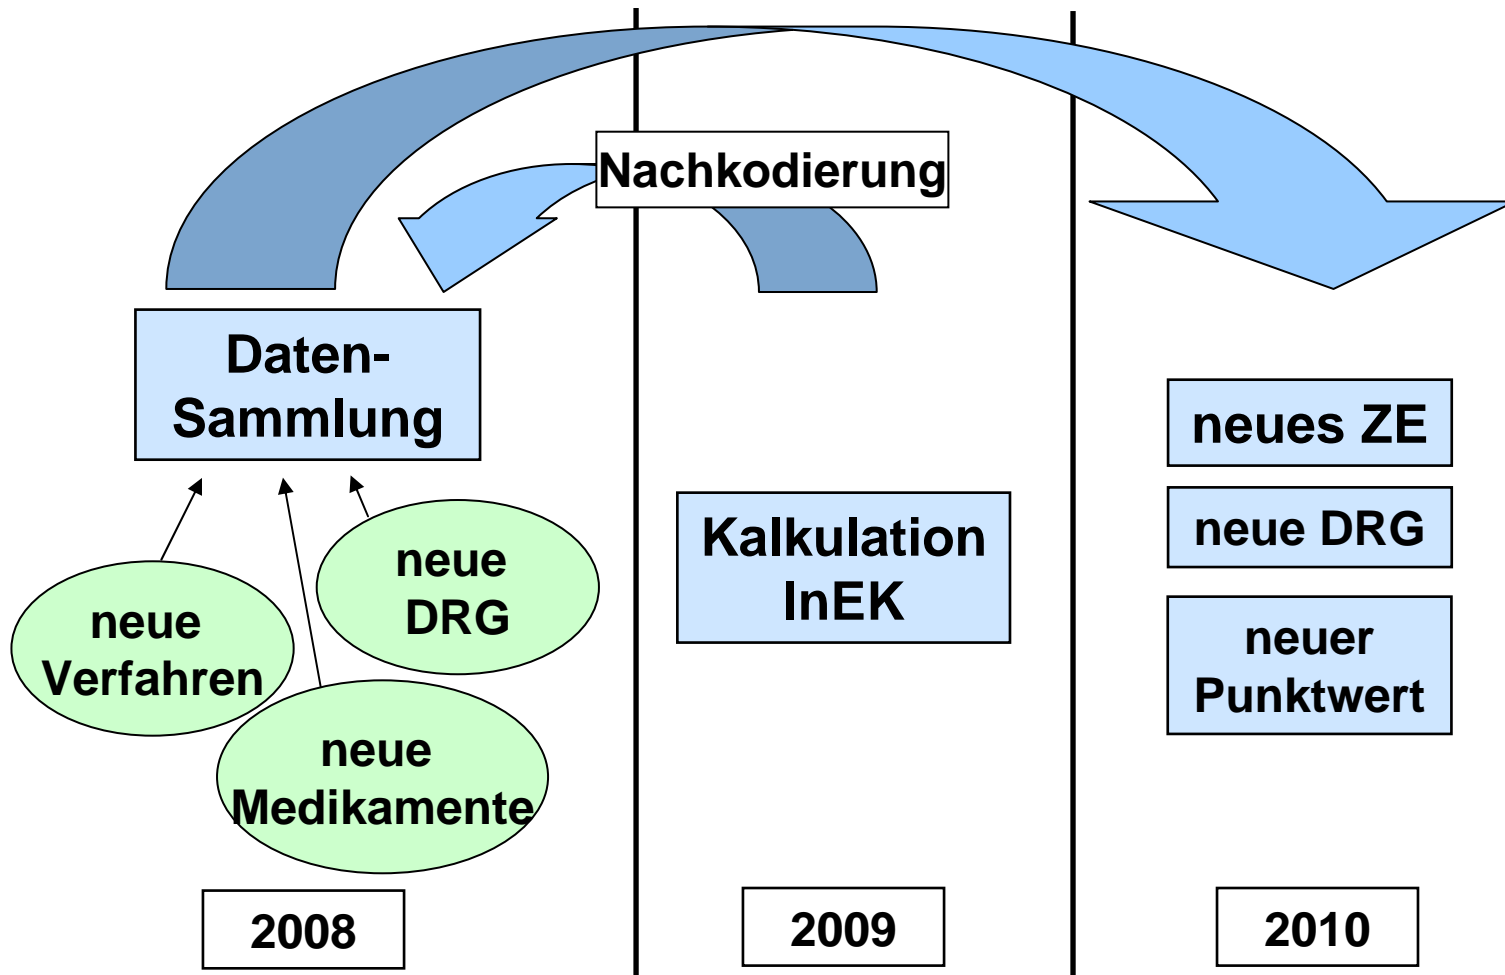 Nachkodierung
Daten-
Sammlung
neue
Verfahren
neue
Medikamente
neue
DRG
2008
Kalkulation
InEK
2009
neues ZE
neue DRG
neuer
Punktwert
2010